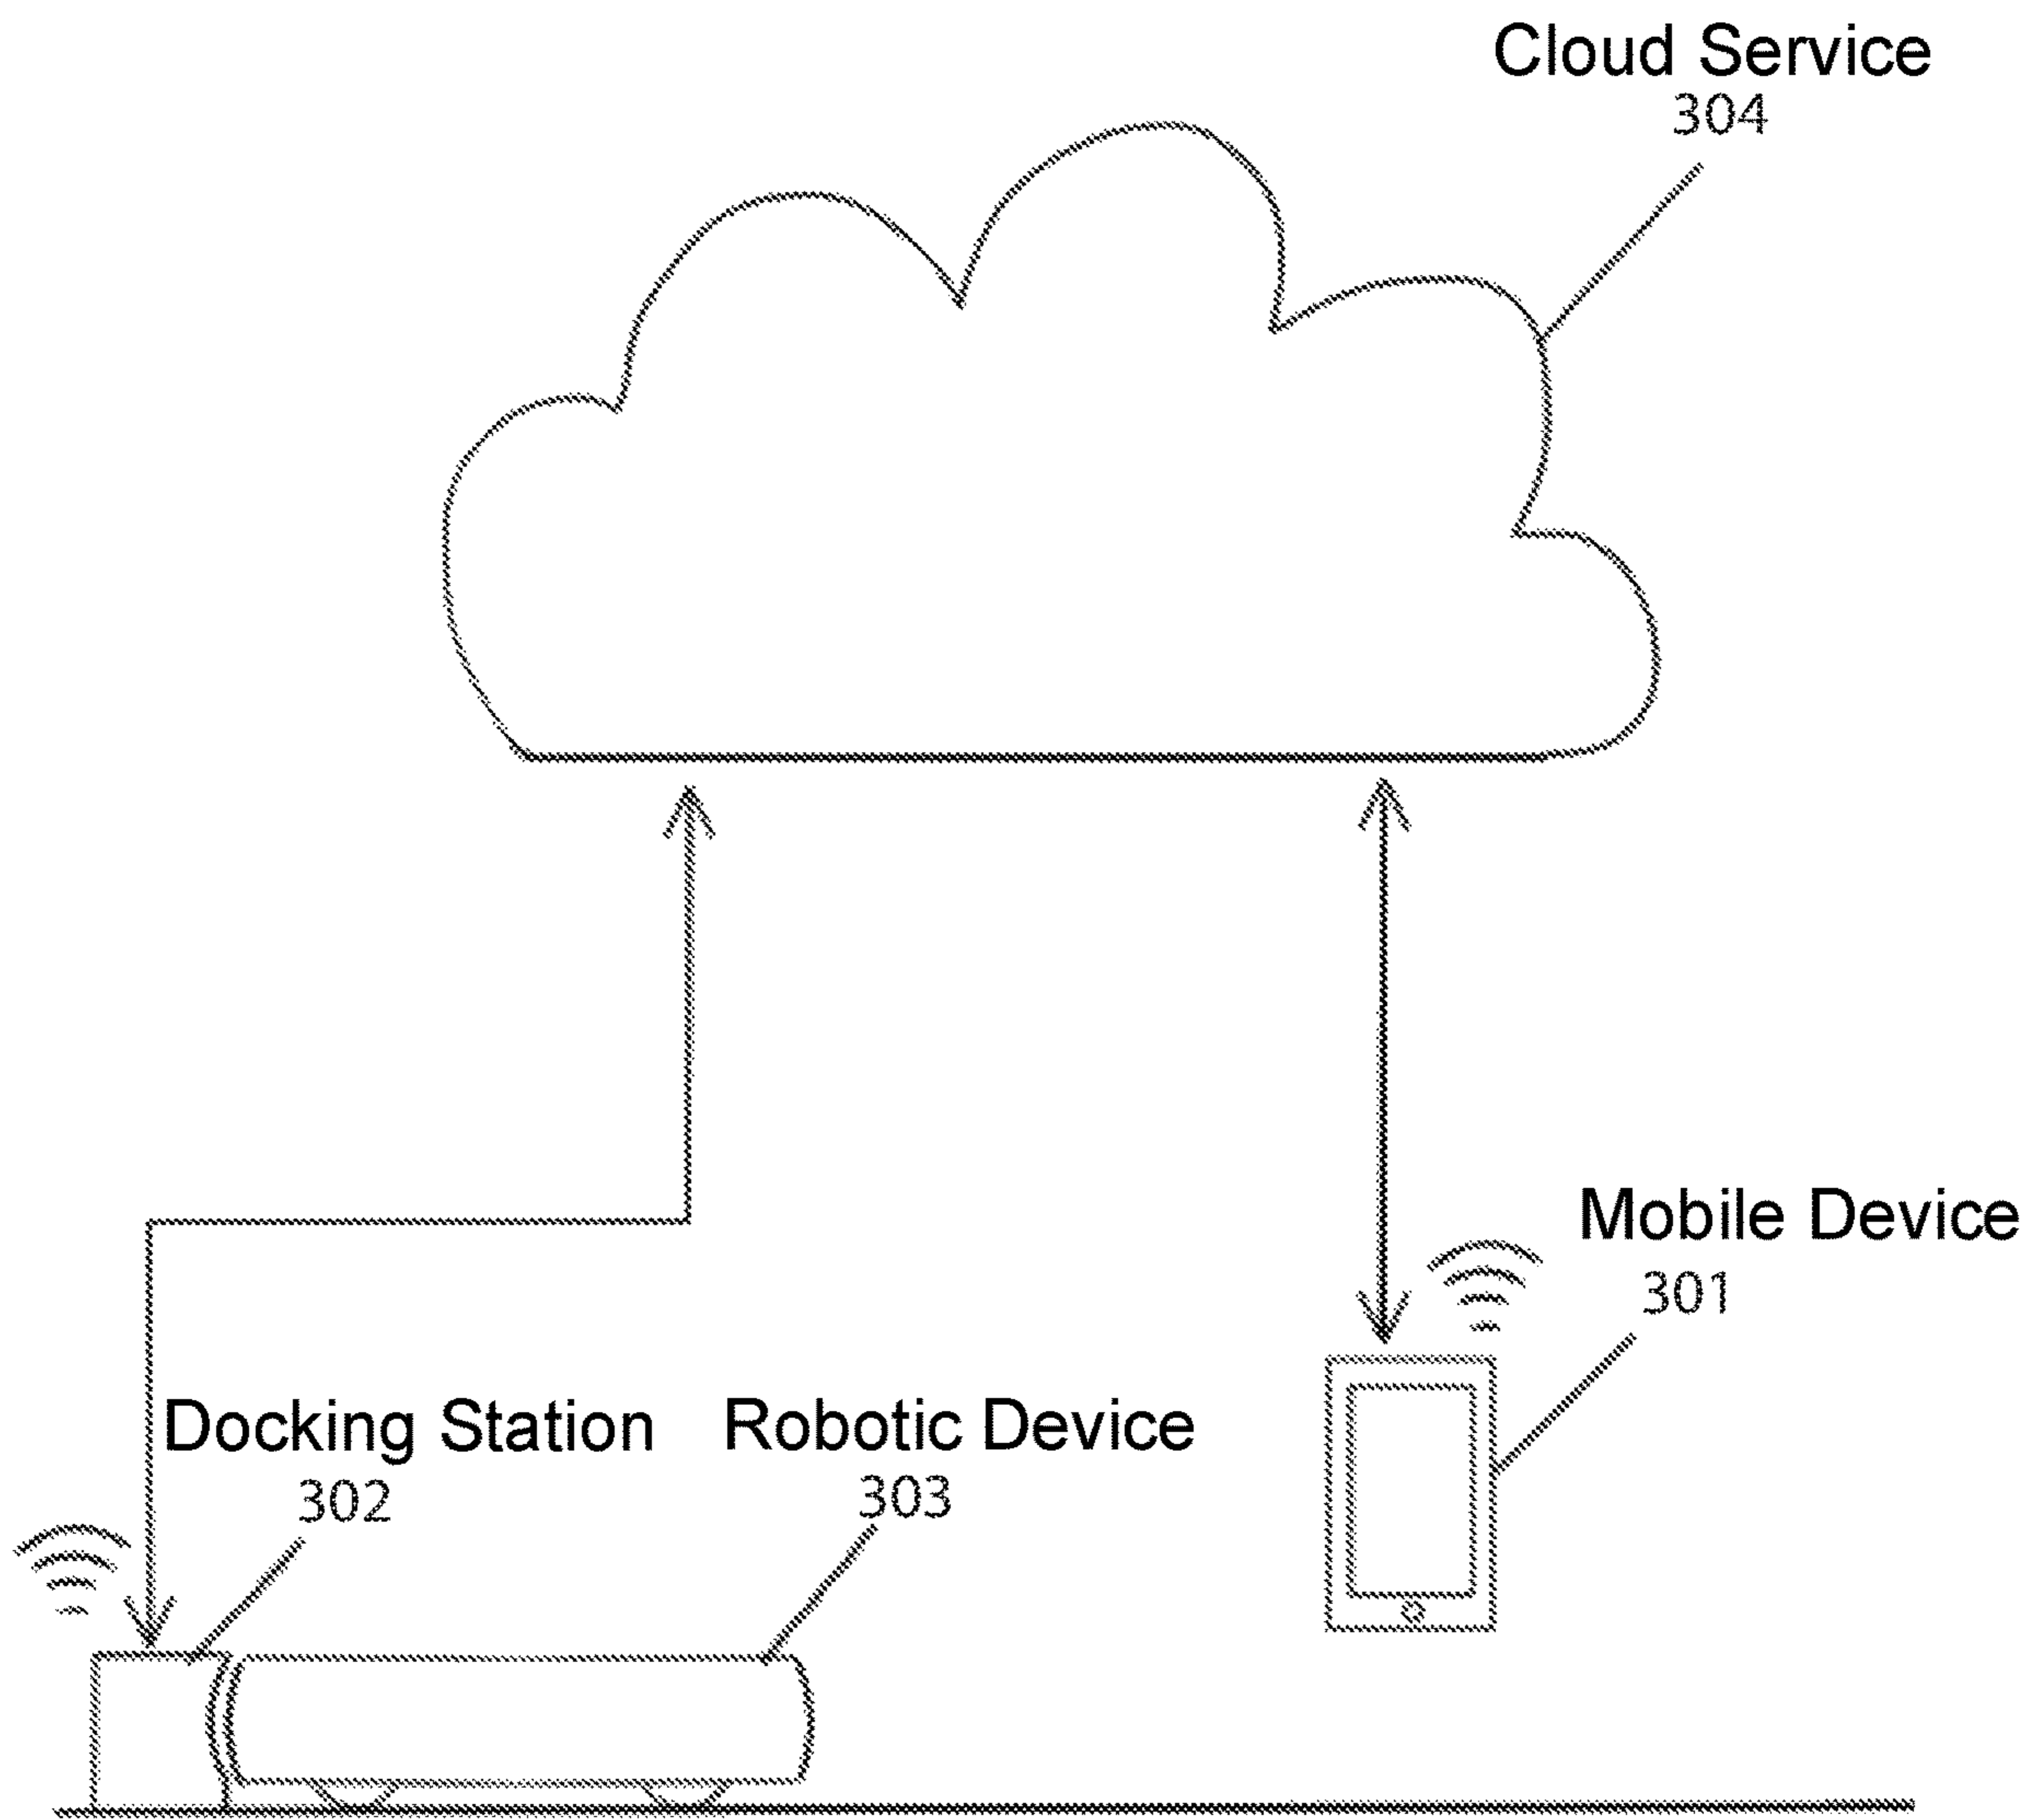 Cloud Service
304
Mobile Device
301
Docking Station
302
Robotic Device
303